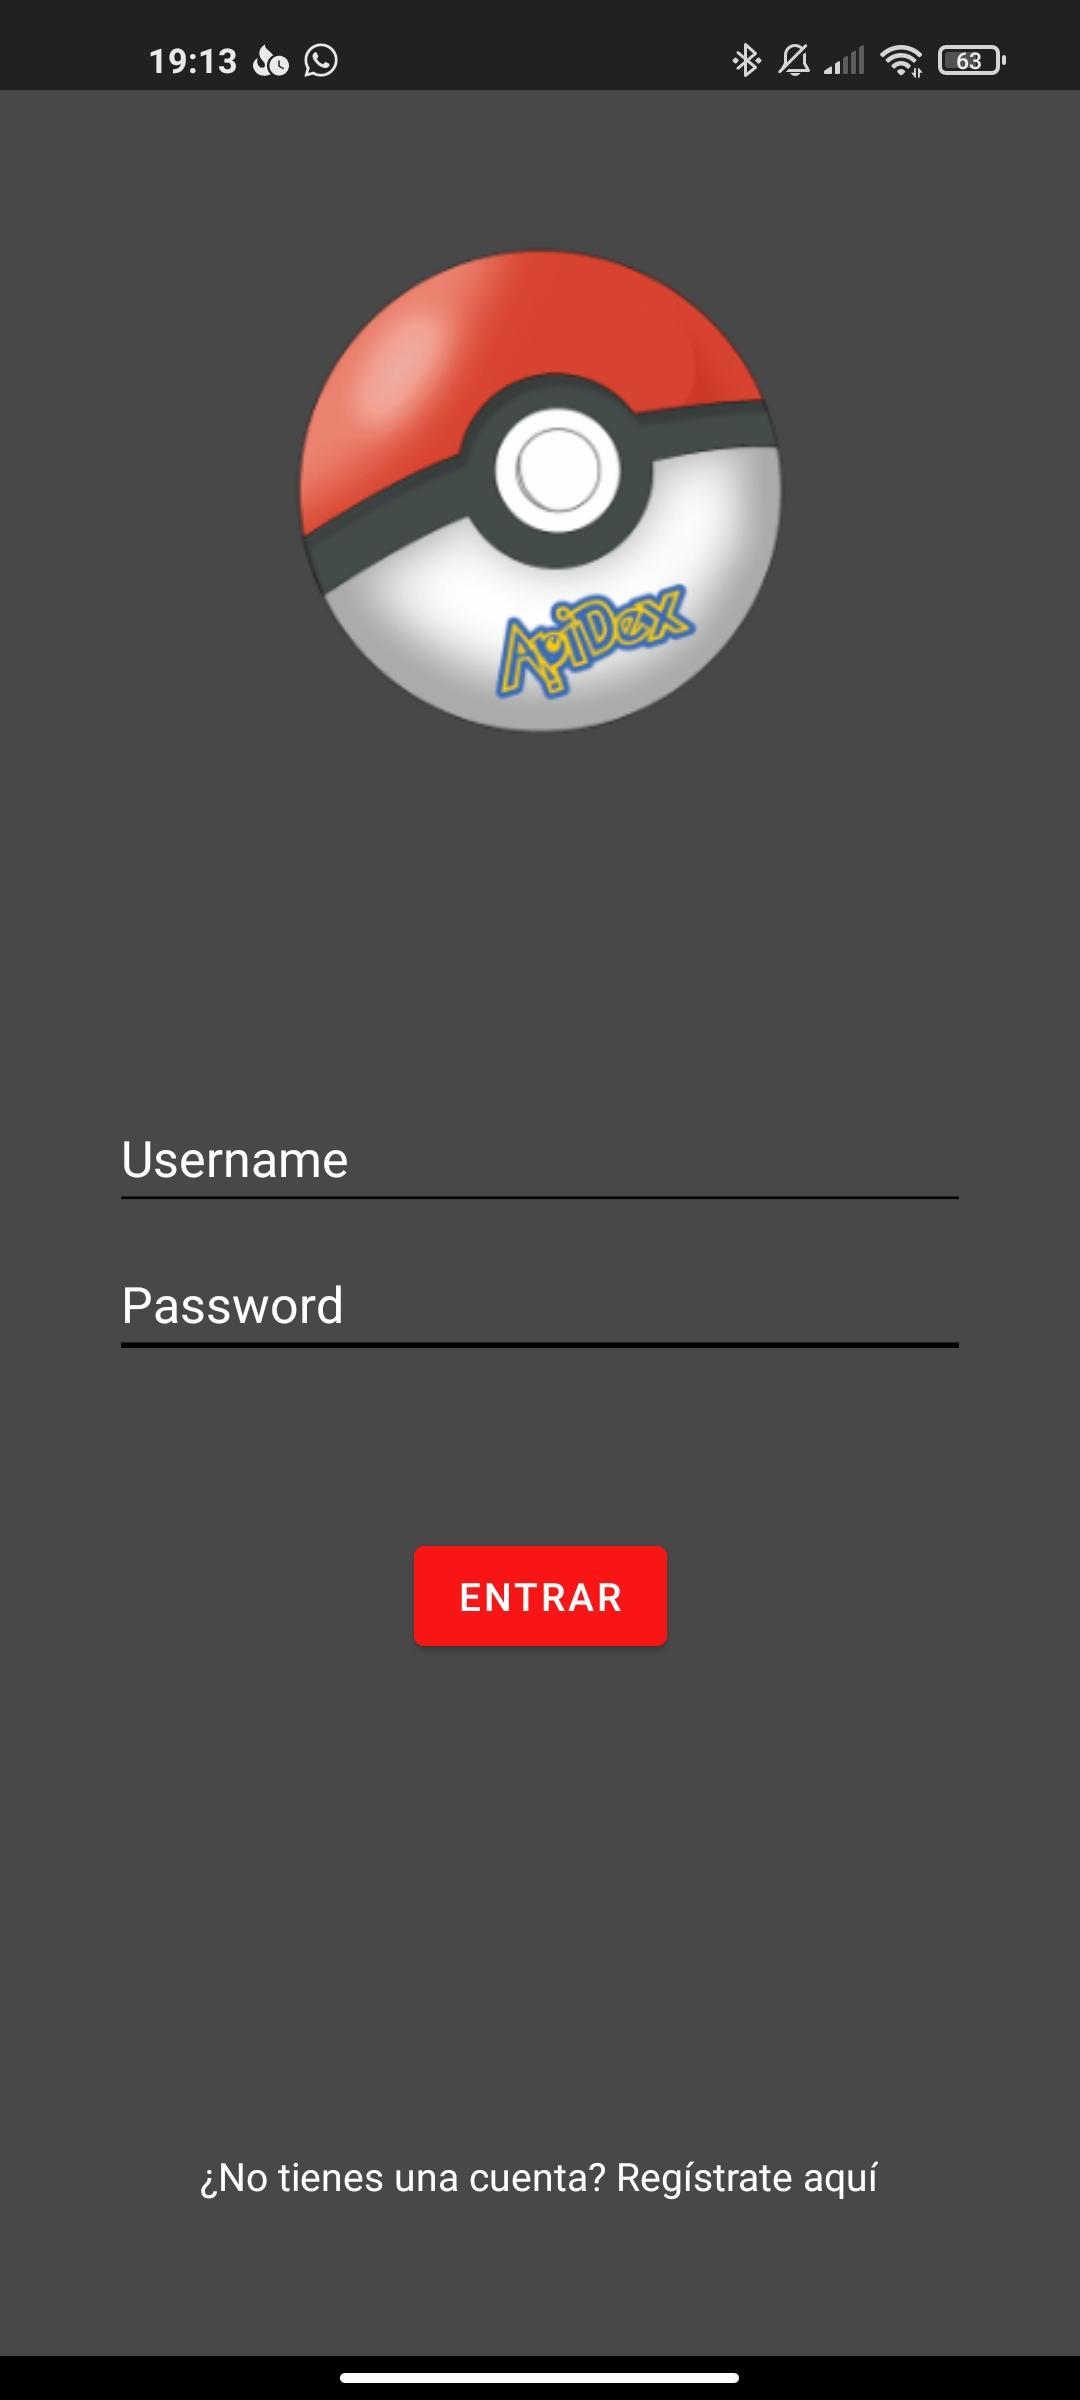 19:13
63
ApiDex
Username
Password
ENTRAR
¿No tienes una cuenta? Regístrate aquí